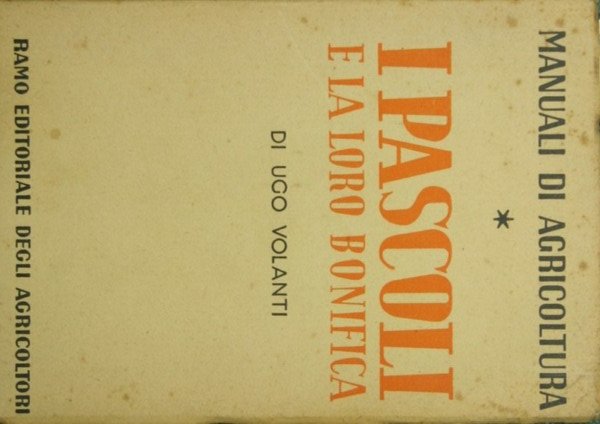 MANUALI DI AGRICOLTURA
*
I PASCOLI
E LA LORO BONIFICA
DI UGO VOLANTI
RAMO EDITORIALE DEGLI AGRICOLTORI